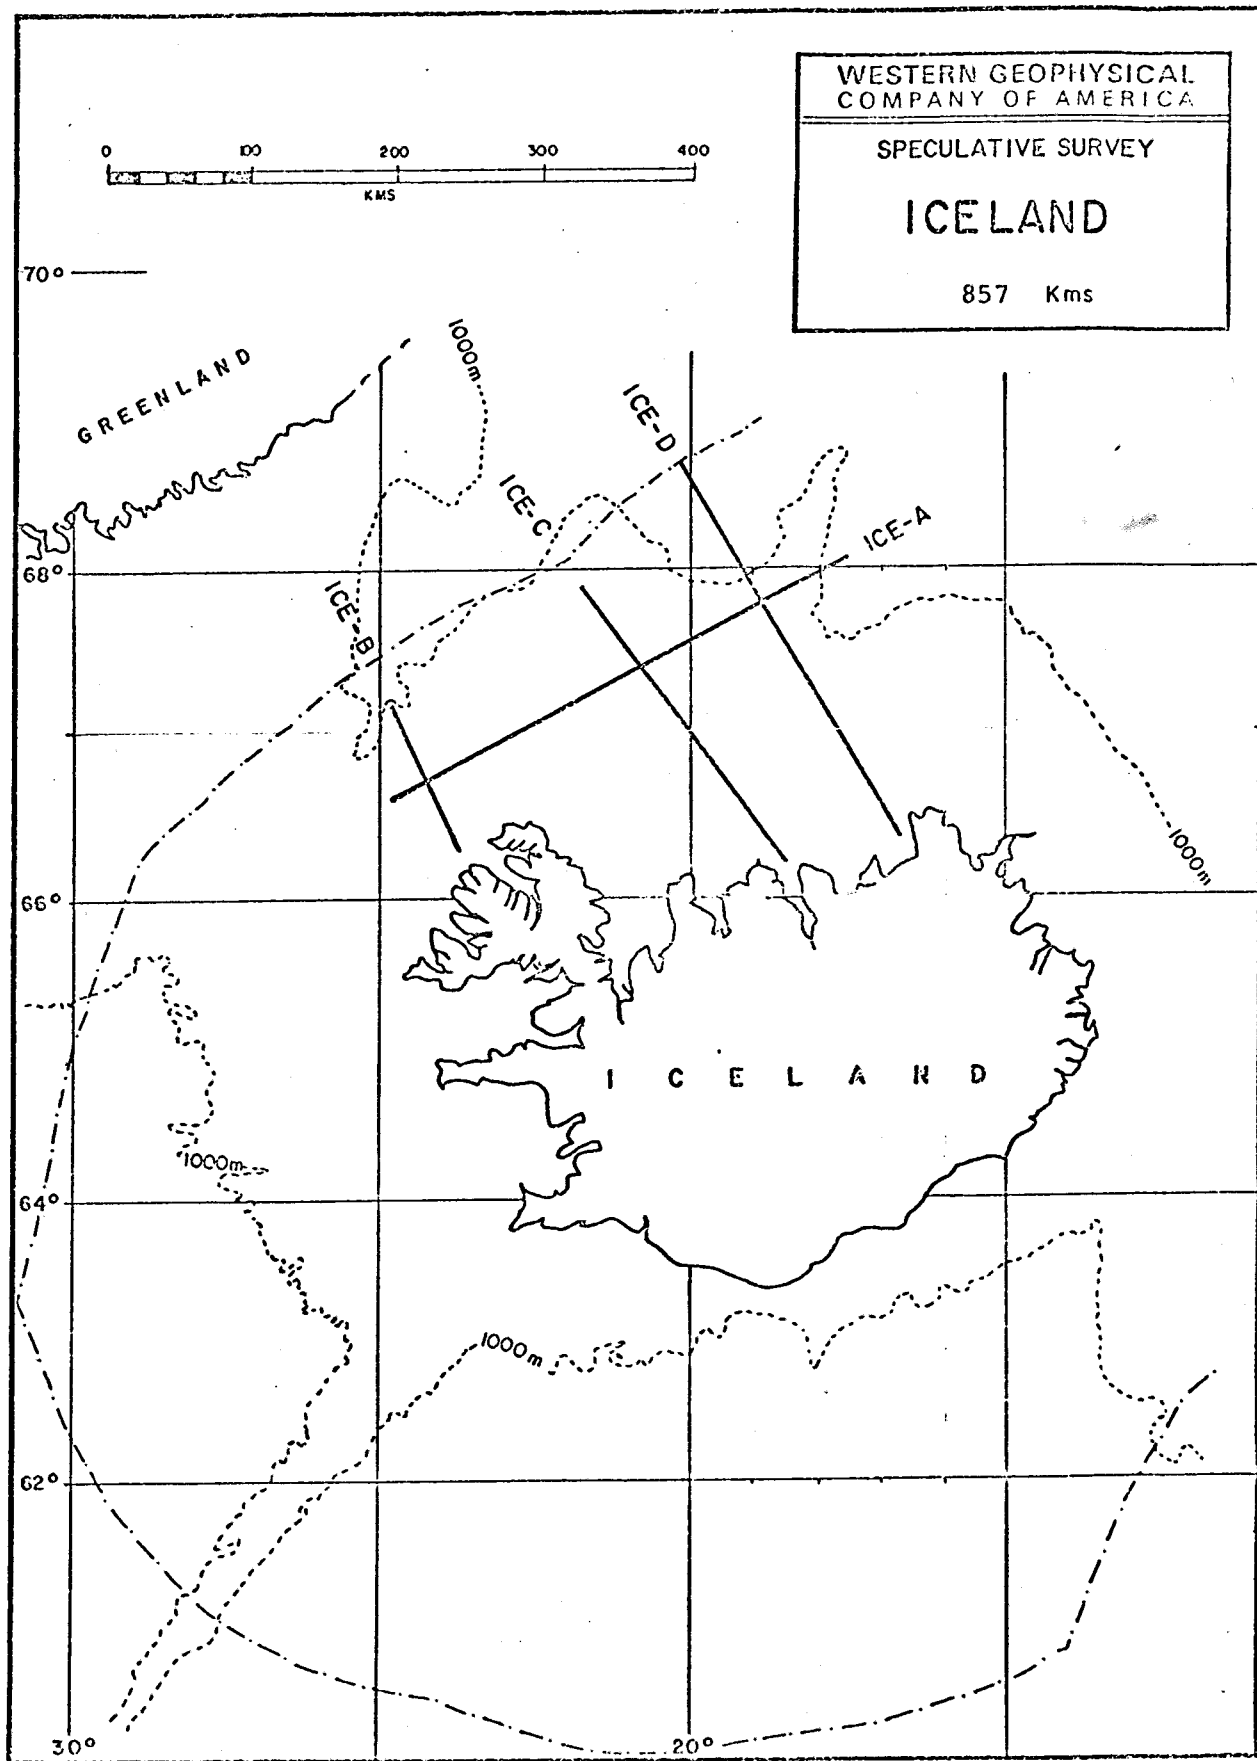 WESTERN GEOPHYSICAL
COMPANY OF AMERICA
SPECULATIVE SURVEY
ICELAND
857 Kms
0 100 200 300 400
KMS
70°
GREENLAND
1000m
ICE-D
ICE-C
ICE-A
68°
ICE-B
1000m
66°
ICELAND
1000m
64°
1000m
62°
30°
20°